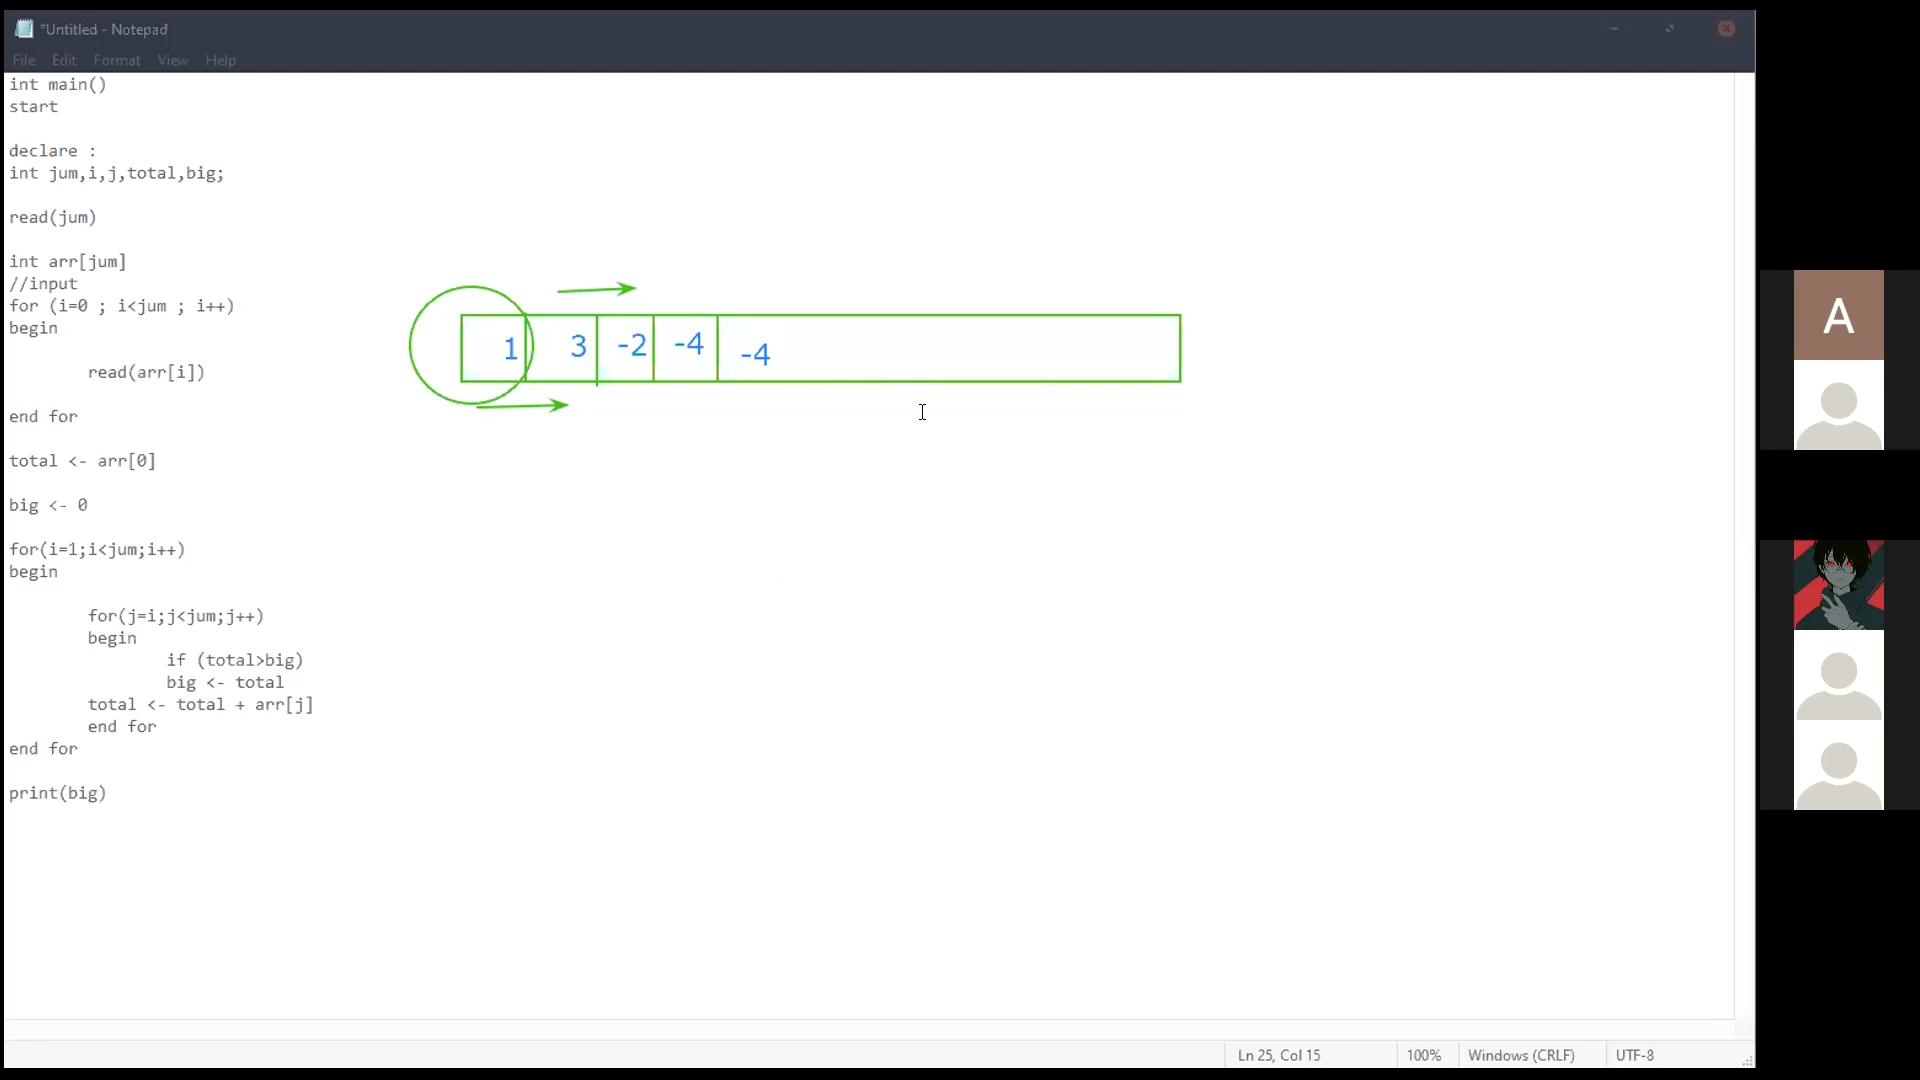 *Untitled - Notepad
File Edit Format View Help
int main()
start
declare :
int jum,i,j,total,big;
read(jum)
int arr[jum]
//input
for (i=0 ; i<jum ; i++)
begin
read(arr[i])
end for
total <- arr[0]
big <- 0
for(i=1;i<jum;i++)
begin
for(j=i;j<jum;j++)
begin
if (total>big)
big <- total
total <- total + arr[j]
end for
end for
print(big)
1 3 -2 -4 -4
A
Ln 25, Col 15 100% Windows (CRLF) UTF-8